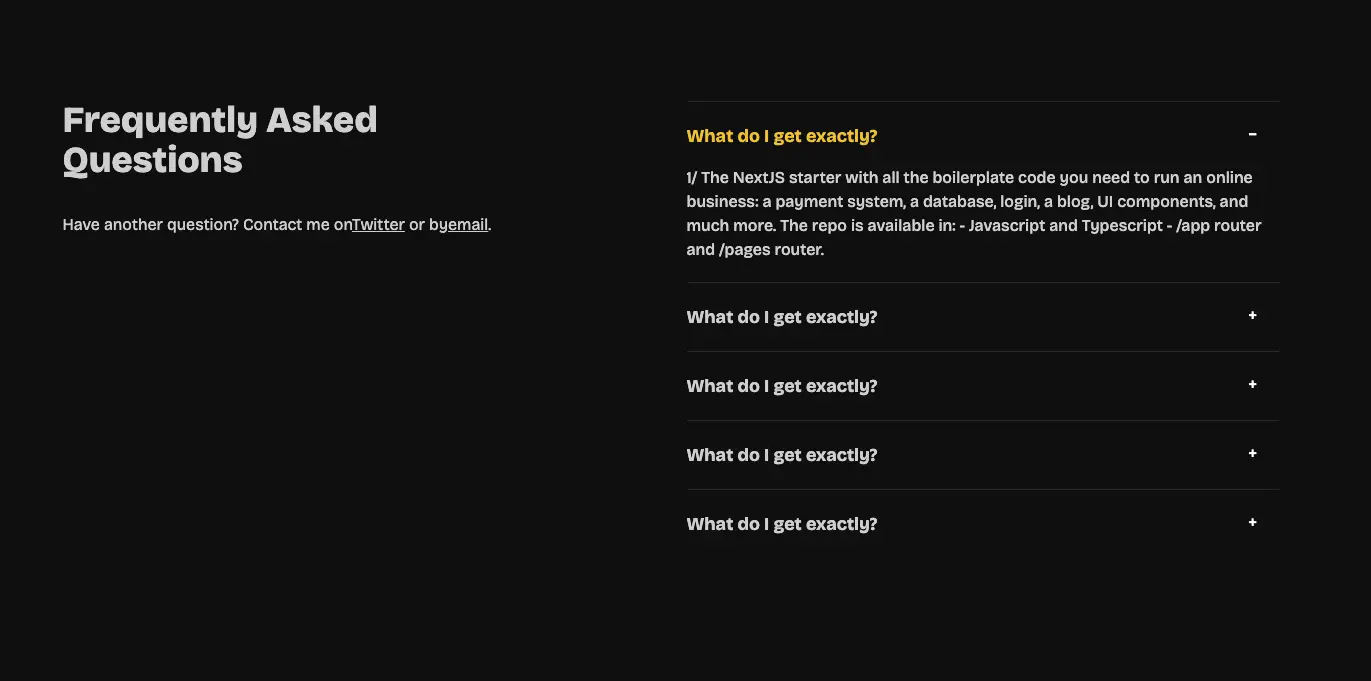 Frequently Asked
Questions
Have another question? Contact me onTwitter or byemail.
What do I get exactly? -
1/ The NextJS starter with all the boilerplate code you need to run an online
business: a payment system, a database, login, a blog, UI components, and
much more. The repo is available in: - Javascript and Typescript - /app router
and /pages router.
What do I get exactly? +
What do I get exactly? +
What do I get exactly? +
What do I get exactly? +